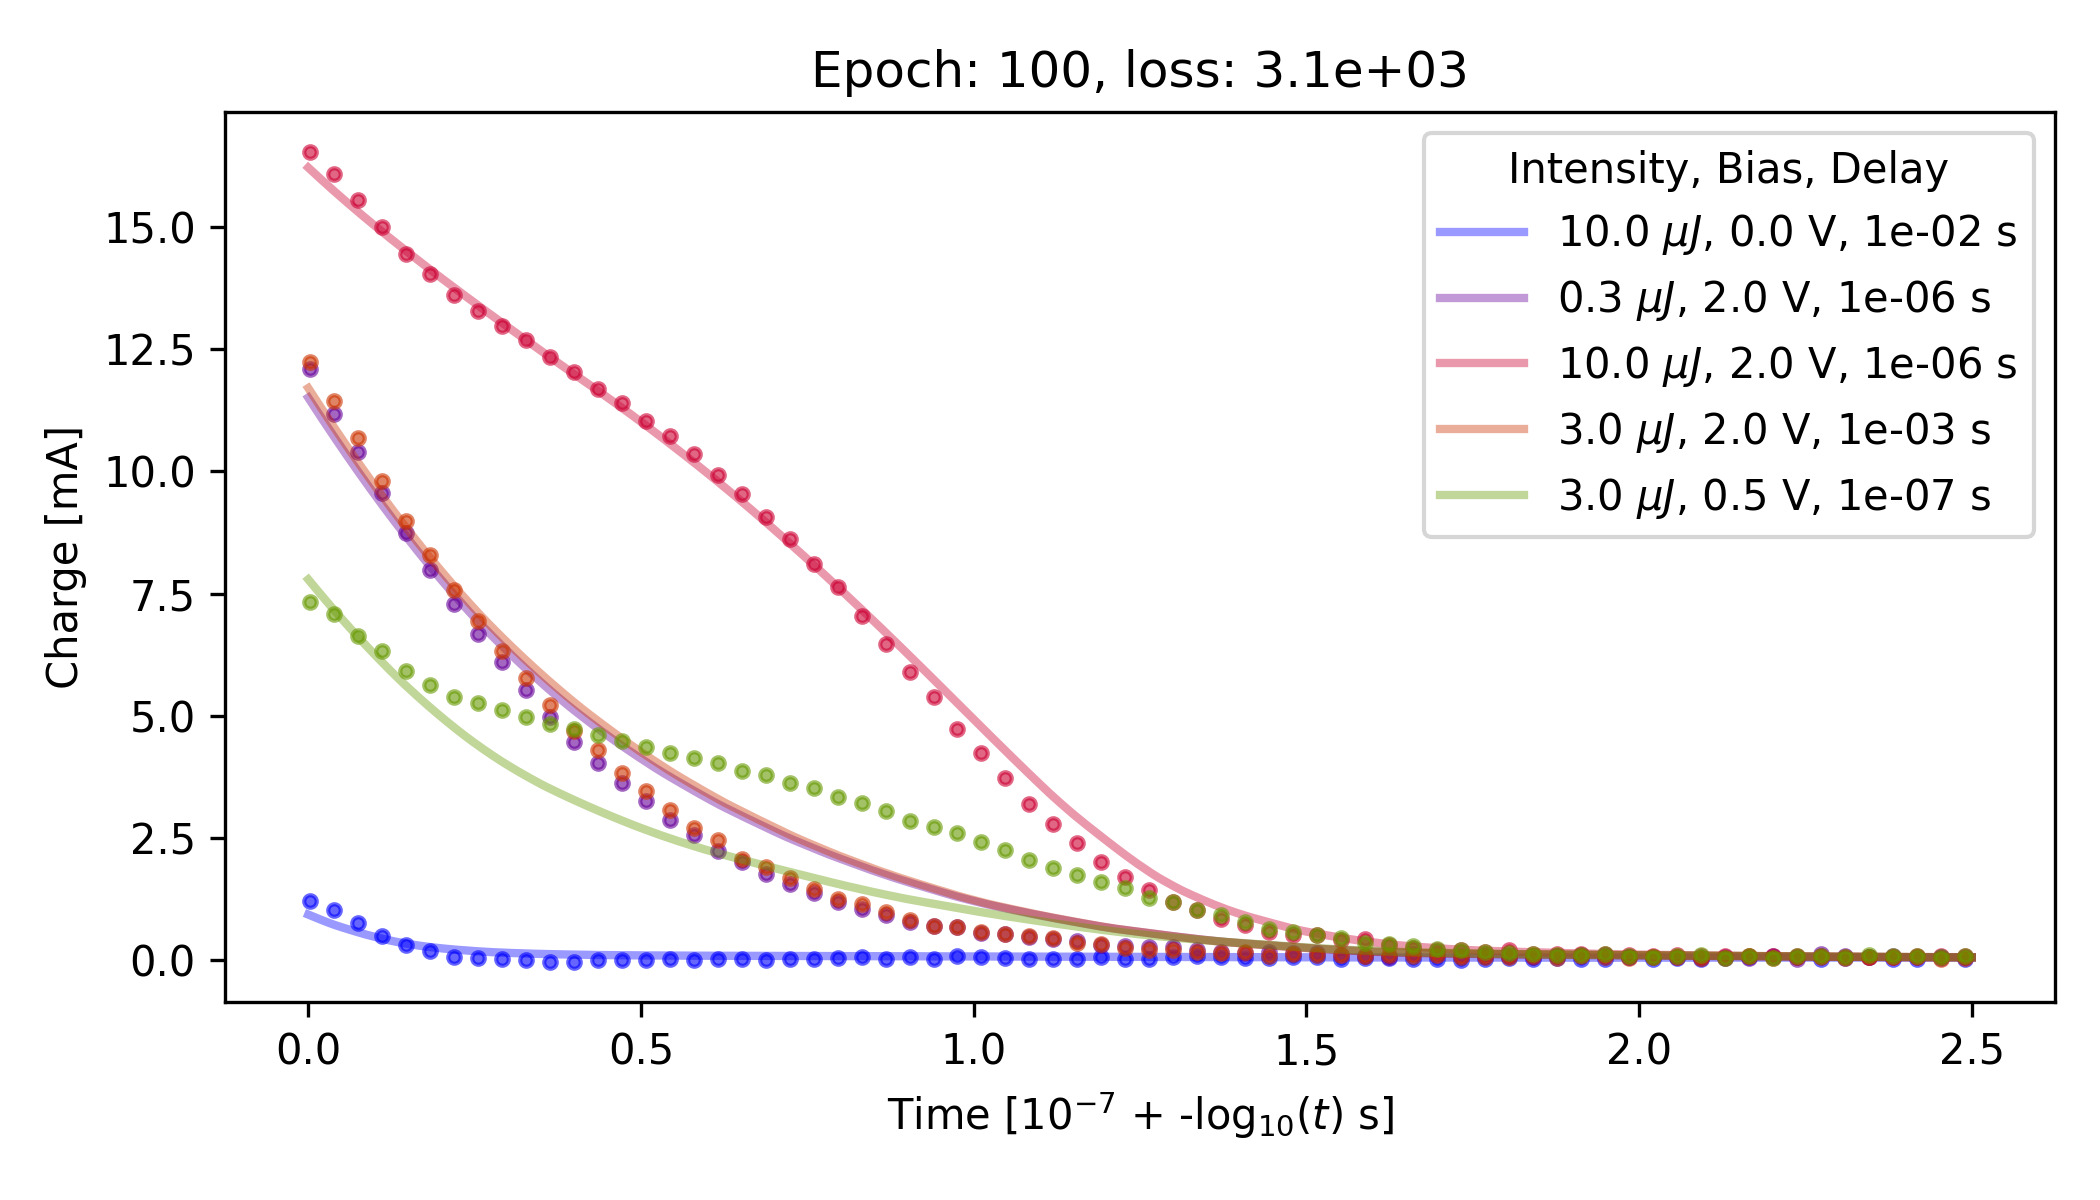 Epoch: 100, loss: 3.1e+03
Charge [mA]
15.0
12.5
10.0
7.5
5.0
2.5
0.0
Intensity, Bias, Delay
10.0 μJ, 0.0 V, 1e-02 s
0.3 μJ, 2.0 V, 1e-06 s
10.0 μJ, 2.0 V, 1e-06 s
3.0 μJ, 2.0 V, 1e-03 s
3.0 μJ, 0.5 V, 1e-07 s
0.0 0.5 1.0 1.5 2.0 2.5
Time [10⁻⁷ + -log₁₀(t) s]